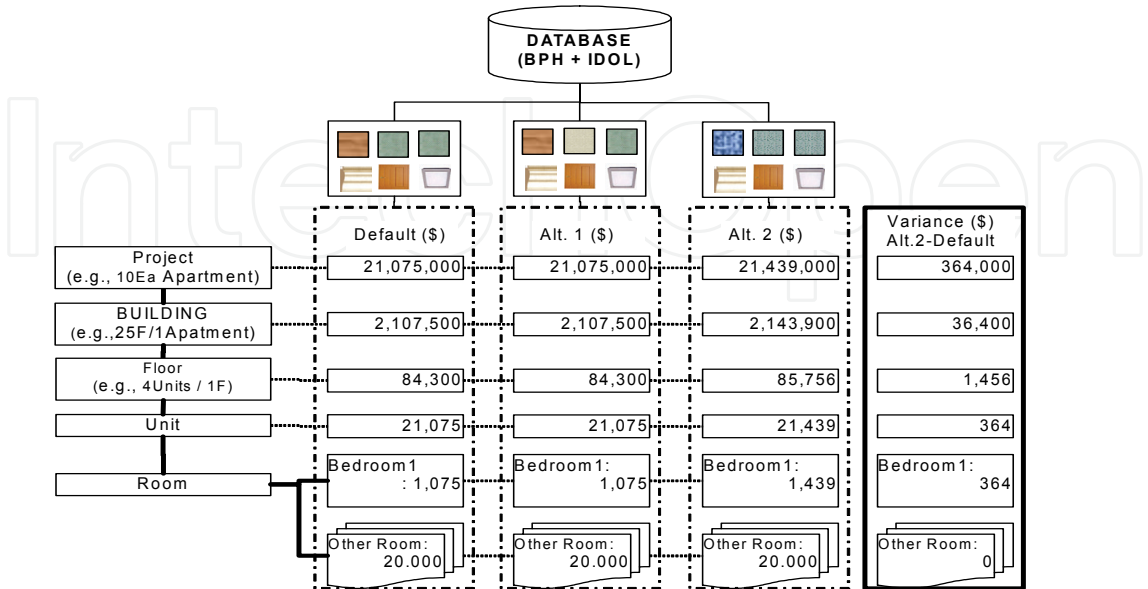 DATABASE
(BPH + IDOL)
Intech Open
Default ($)
Alt. 1 ($)
Alt. 2 ($)
Variance ($)
Alt.2-Default
Project
(e.g., 10Ea Apartment)
21,075,000
21,075,000
21,439,000
364,000
BUILDING
(e.g.,25F/1Apatment)
2,107,500
2,107,500
2,143,900
36,400
Floor
(e.g., 4Units / 1F)
84,300
84,300
85,756
1,456
Unit
21,075
21,075
21,439
364
Room
Bedroom1
: 1,075
Bedroom1:
1,075
Bedroom1:
1,439
Bedroom1:
364
Other Room:
20.000
Other Room:
20.000
Other Room:
20.000
Other Room:
0